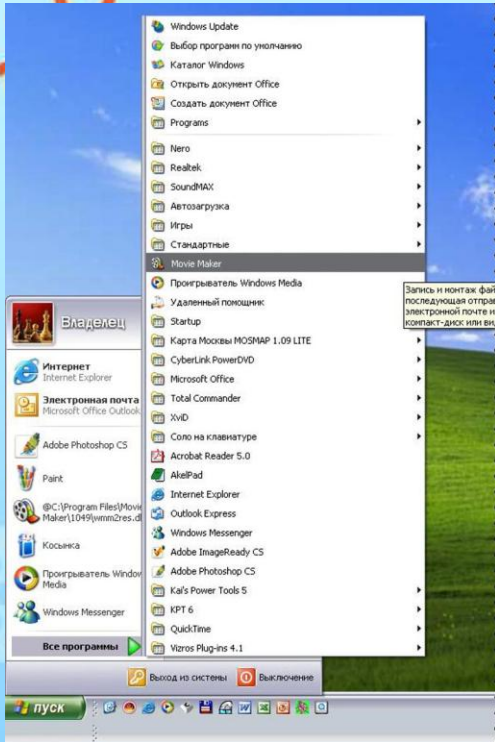 Windows Update
Выбор программ по умолчанию
Каталог Windows
Открыть документ Office
Создать документ Office
Programs
Nero
Realtek
SoundMAX
Автозагрузка
Игры
Стандартные
Movie Maker
Проигрыватель Windows Media
Удаленный помощник
Startup
Карта Москвы MOSMAP 1.09 LITE
CyberLink PowerDVD
Microsoft Office
Total Commander
XviD
Соло на клавиатуре
Acrobat Reader 5.0
AkelPad
Internet Explorer
Outlook Express
Windows Messenger
Adobe ImageReady CS
Adobe Photoshop CS
Kai's Power Tools 5
KPT 6
QuickTime
Vizros Plug-ins 4.1
Запись и монтаж фай
последующая отправ
электронной почте и
компакт-диск или ви
Владелец
Интернет
Internet Explorer
Электронная почта
Microsoft Office Outlook
Adobe Photoshop CS
Paint
@C:\Program Files\Movie
Maker\1049\wmm2res.dl
Косынка
Проигрыватель Window
Media
Windows Messenger
Все программы
Выход из системы
Выключение
пуск